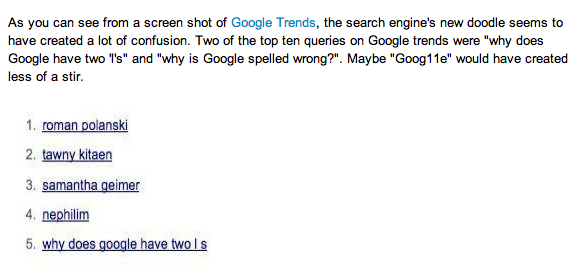 As you can see from a screen shot of Google Trends, the search engine's new doodle seems to
have created a lot of confusion. Two of the top ten queries on Google trends were "why does
Google have two 'l's" and "why is Google spelled wrong?". Maybe "Goog11e" would have created
less of a stir.
1. roman polanski
2. tawny kitaen
3. samantha geimer
4. nephilim
5. why does google have two l s